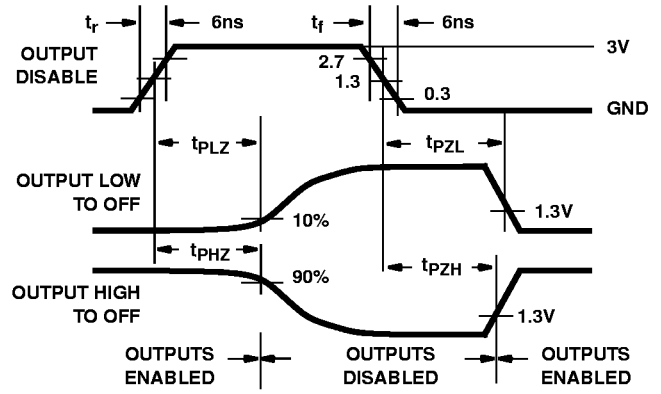 tr 6ns tf 6ns
OUTPUT
DISABLE
2.7
1.3
0.3
3V
GND
tPLZ tPZL
OUTPUT LOW
TO OFF
10%
1.3V
tPHZ tPZH
OUTPUT HIGH
TO OFF
90%
1.3V
OUTPUTS
ENABLED
OUTPUTS
DISABLED
OUTPUTS
ENABLED